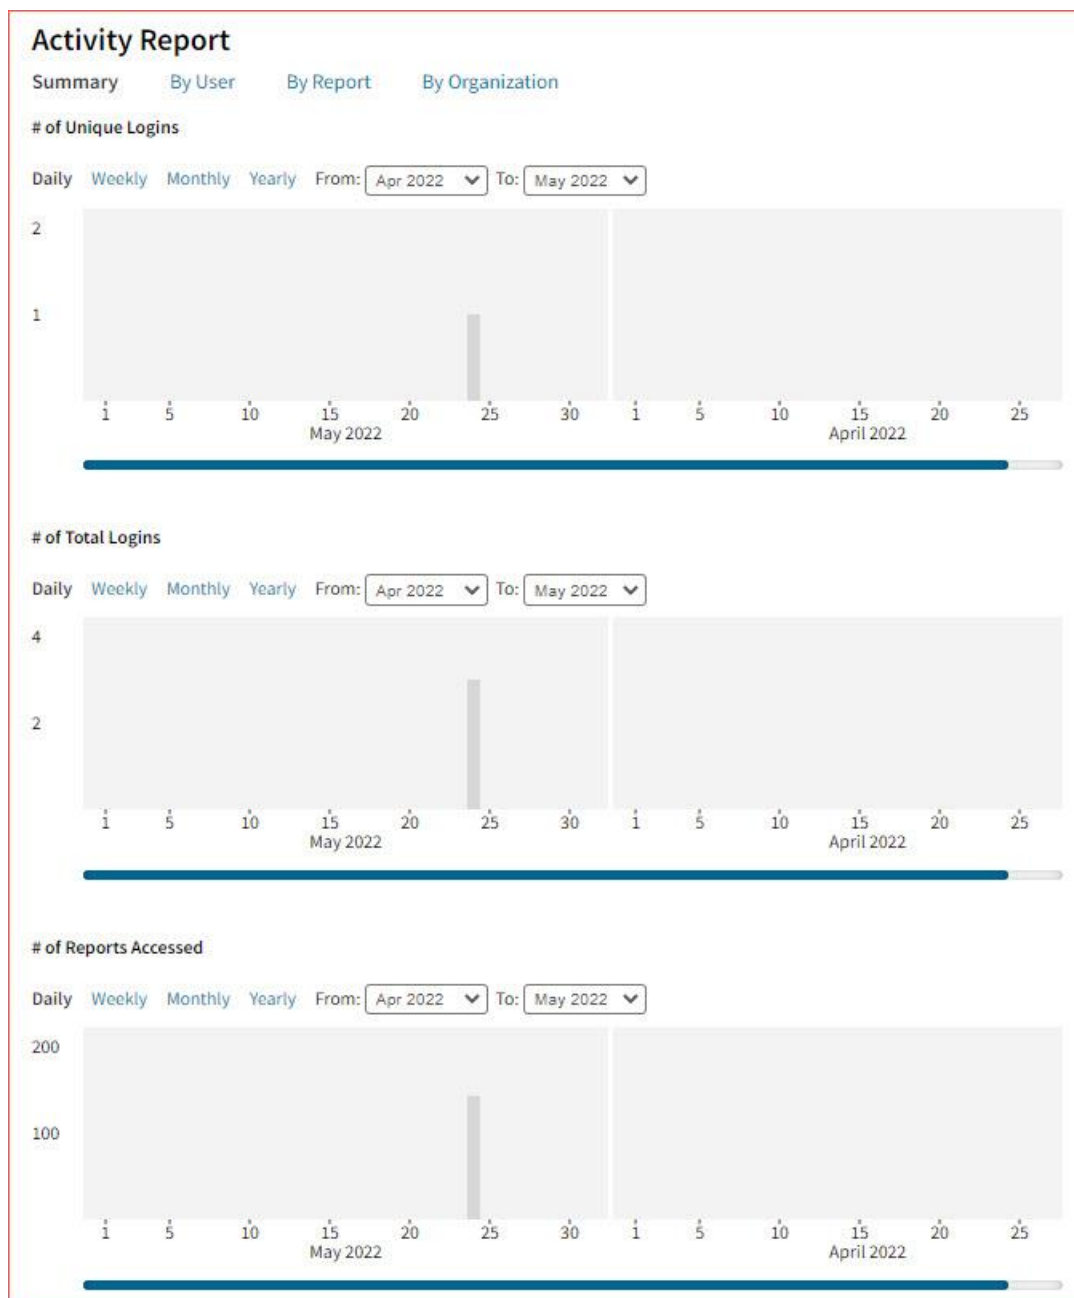 Activity Report
Summary By User By Report By Organization
# of Unique Logins
Daily Weekly Monthly Yearly From: Apr 2022 To: May 2022
2
1
1 5 10 15 20 25 30 1 5 10 15 20 25
May 2022 April 2022
# of Total Logins
Daily Weekly Monthly Yearly From: Apr 2022 To: May 2022
4
2
1 5 10 15 20 25 30 1 5 10 15 20 25
May 2022 April 2022
# of Reports Accessed
Daily Weekly Monthly Yearly From: Apr 2022 To: May 2022
200
100
1 5 10 15 20 25 30 1 5 10 15 20 25
May 2022 April 2022